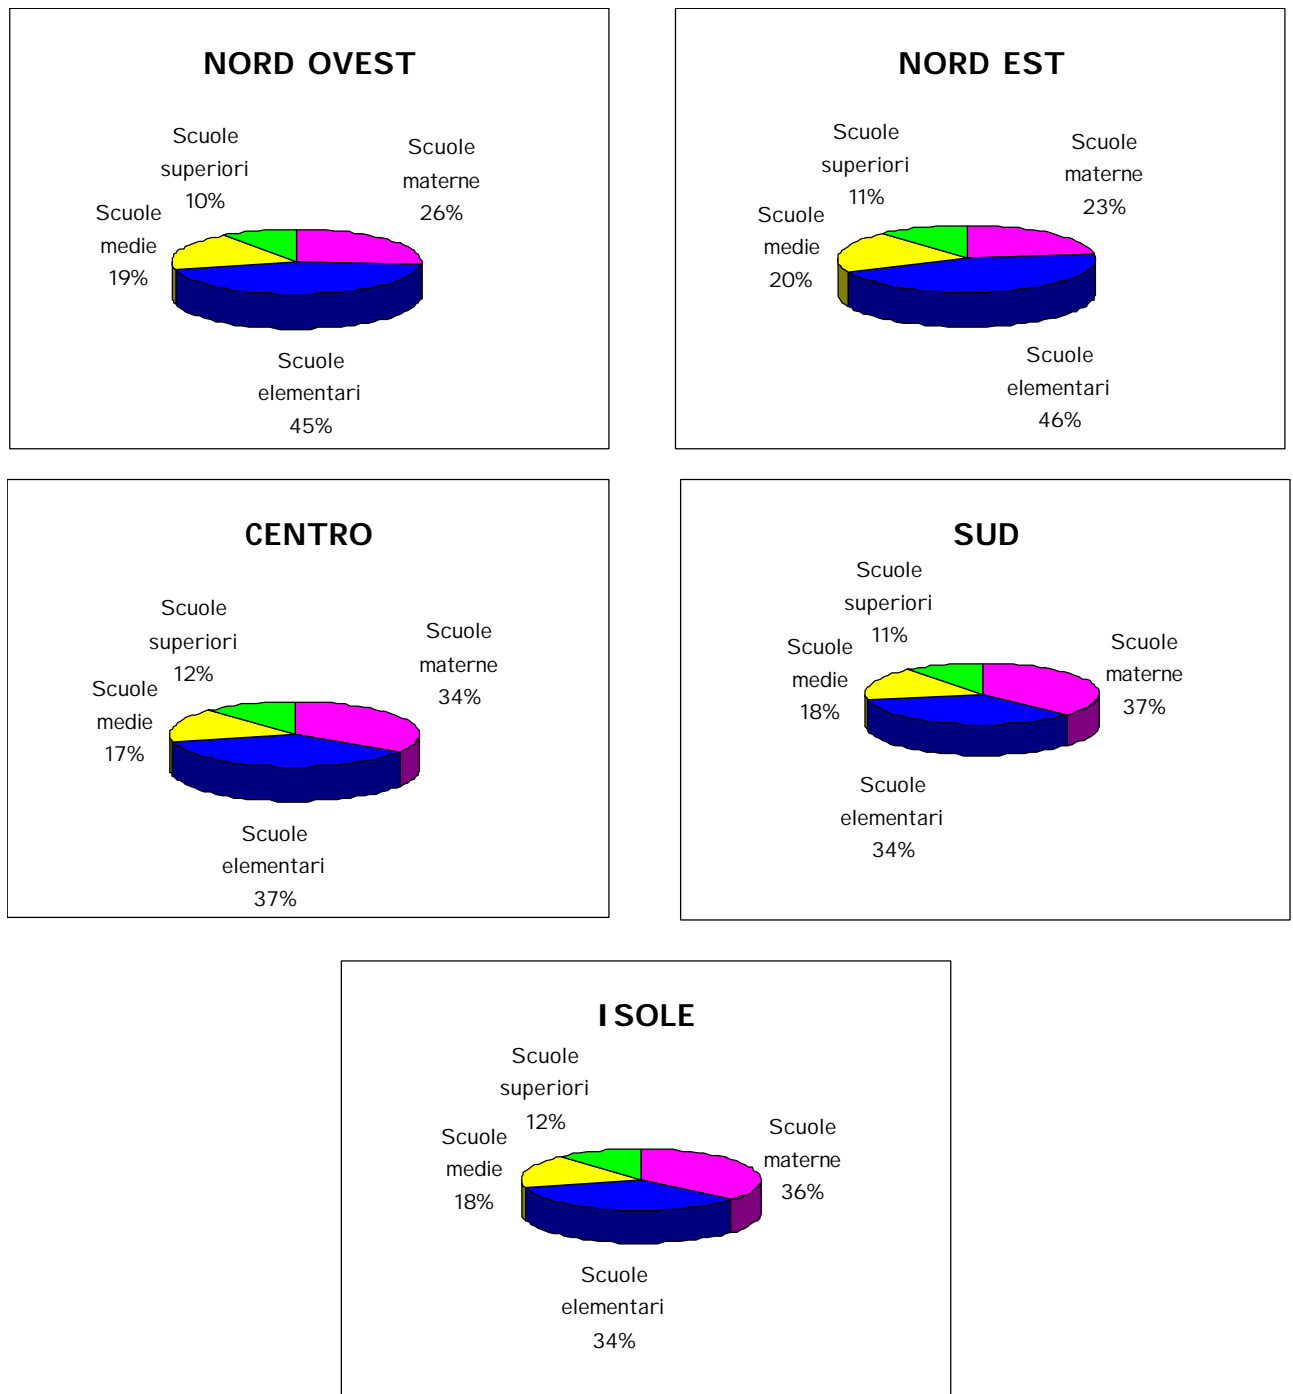 NORD OVEST
Scuole
superiori
10%
Scuole
materne
26%
Scuole
medie
19%
Scuole
elementari
45%
NORD EST
Scuole
superiori
11%
Scuole
materne
23%
Scuole
medie
20%
Scuole
elementari
46%
CENTRO
Scuole
superiori
12%
Scuole
materne
34%
Scuole
medie
17%
Scuole
elementari
37%
SUD
Scuole
superiori
11%
Scuole
materne
37%
Scuole
medie
18%
Scuole
elementari
34%
ISOLE
Scuole
superiori
12%
Scuole
materne
36%
Scuole
medie
18%
Scuole
elementari
34%